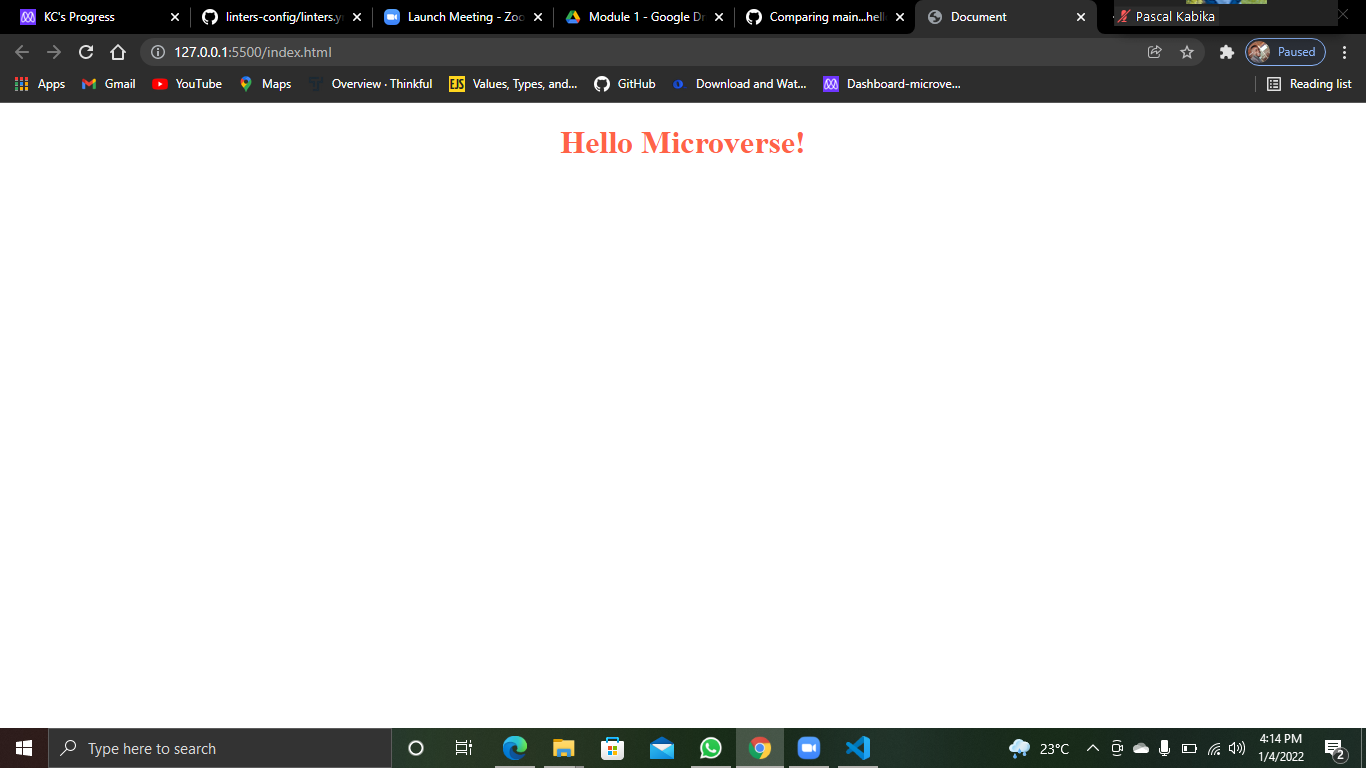 KC's Progress
linters-config/linters.y
Launch Meeting - Zoo
Module 1 - Google Dr
Comparing main...hell
Document
Pascal Kabika
127.0.0.1:5500/index.html
Paused
Apps
Gmail
YouTube
Maps
Overview · Thinkful
EJS
Values, Types, and...
GitHub
Download and Wat...
Dashboard-microve...
Reading list
Hello Microverse!
Type here to search
23°C
4:14 PM
1/4/2022
2